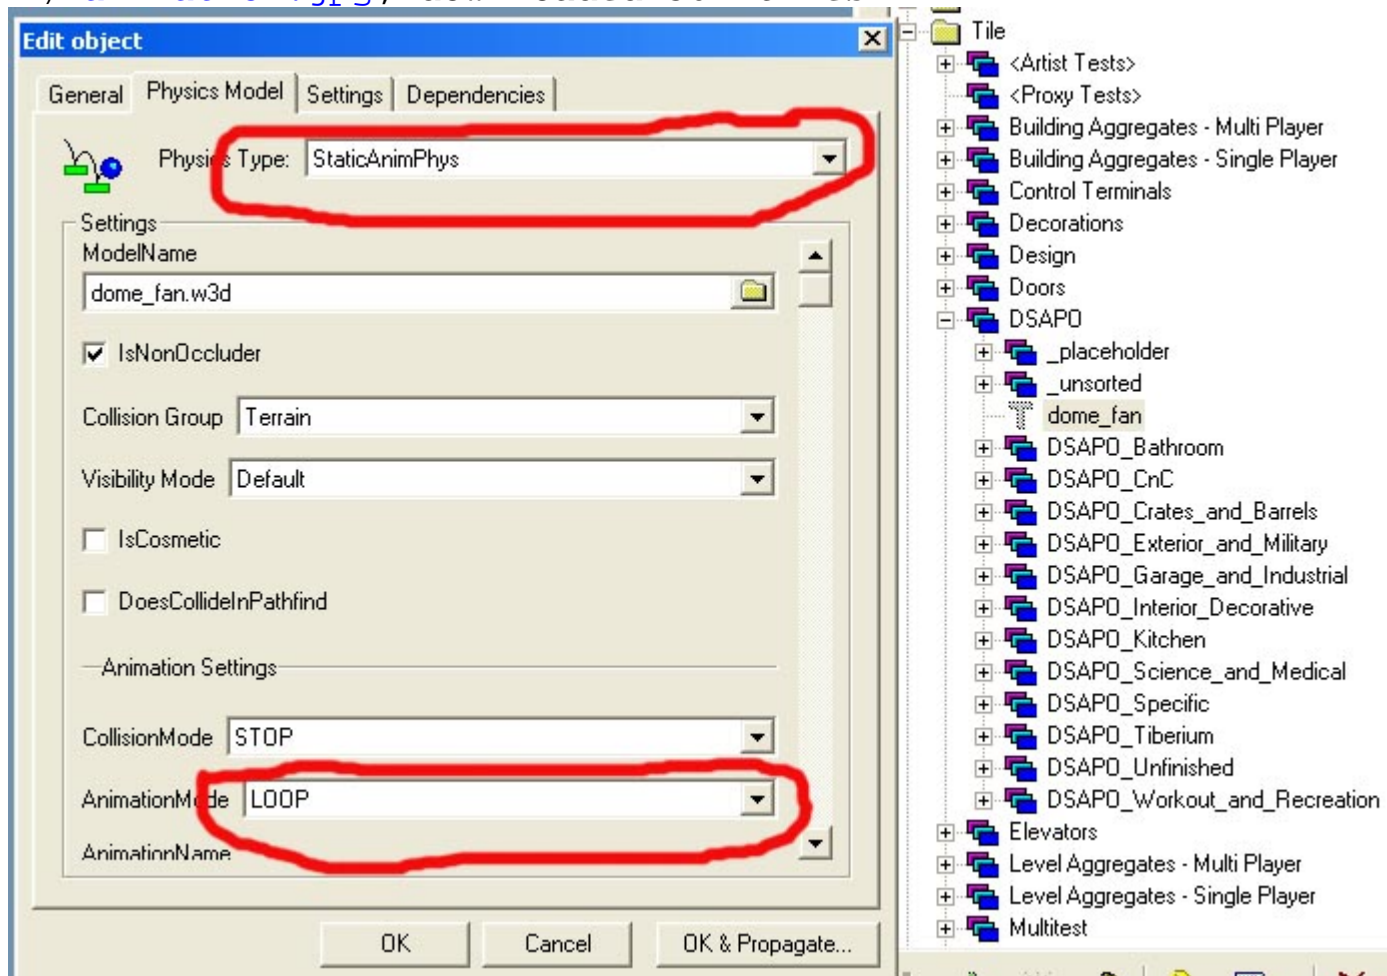 Edit object
General Physics Model Settings Dependencies
Physics Type: StaticAnimPhys
Settings
ModelName
dome_fan.w3d
IsNonOccluder
Collision Group Terrain
Visibility Mode Default
IsCosmetic
DoesCollideInPathfind
Animation Settings
CollisionMode STOP
AnimationMode LOOP
AnimationName
OK Cancel OK & Propagate...
Tile
<Artist Tests>
<Proxy Tests>
Building Aggregates - Multi Player
Building Aggregates - Single Player
Control Terminals
Decorations
Design
Doors
DSAPO
_placeholder
_unsorted
dome_fan
DSAPO_Bathroom
DSAPO_CnC
DSAPO_Crates_and_Barrels
DSAPO_Exterior_and_Military
DSAPO_Garage_and_Industrial
DSAPO_Interior_Decorative
DSAPO_Kitchen
DSAPO_Science_and_Medical
DSAPO_Specific
DSAPO_Tiberium
DSAPO_Unfinished
DSAPO_Workout_and_Recreation
Elevators
Level Aggregates - Multi Player
Level Aggregates - Single Player
Multitest